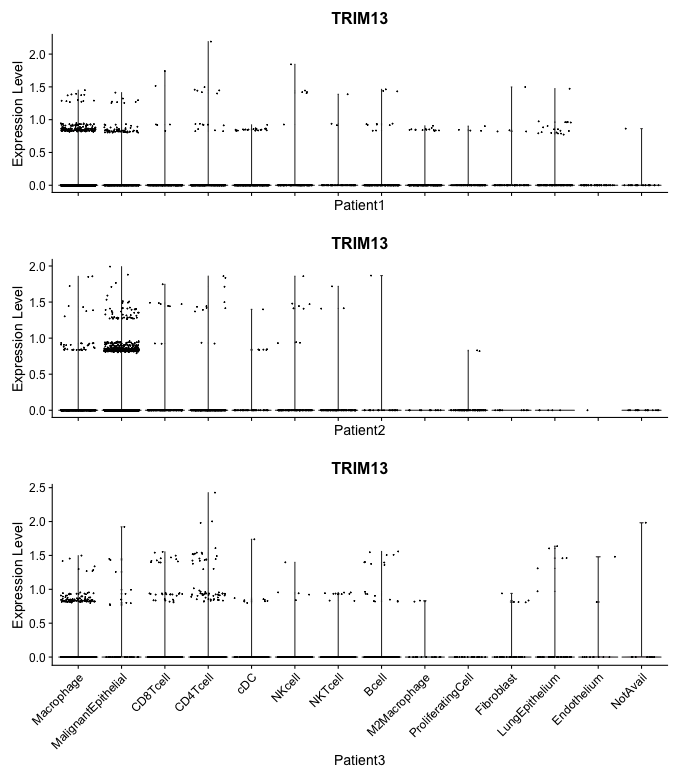 TRIM13
Expression Level
2.0
1.5
1.0
0.5
0.0
Patient1
TRIM13
Expression Level
2.0
1.5
1.0
0.5
0.0
Patient2
TRIM13
Expression Level
2.5
2.0
1.5
1.0
0.5
0.0
Macrophage
MalignantEpithelial
CD8Tcell
CD4Tcell
cDC
NKcell
NKTcell
Bcell
M2Macrophage
ProliferatingCell
Fibroblast
LungEpithelium
Endothelium
NotAvail
Patient3